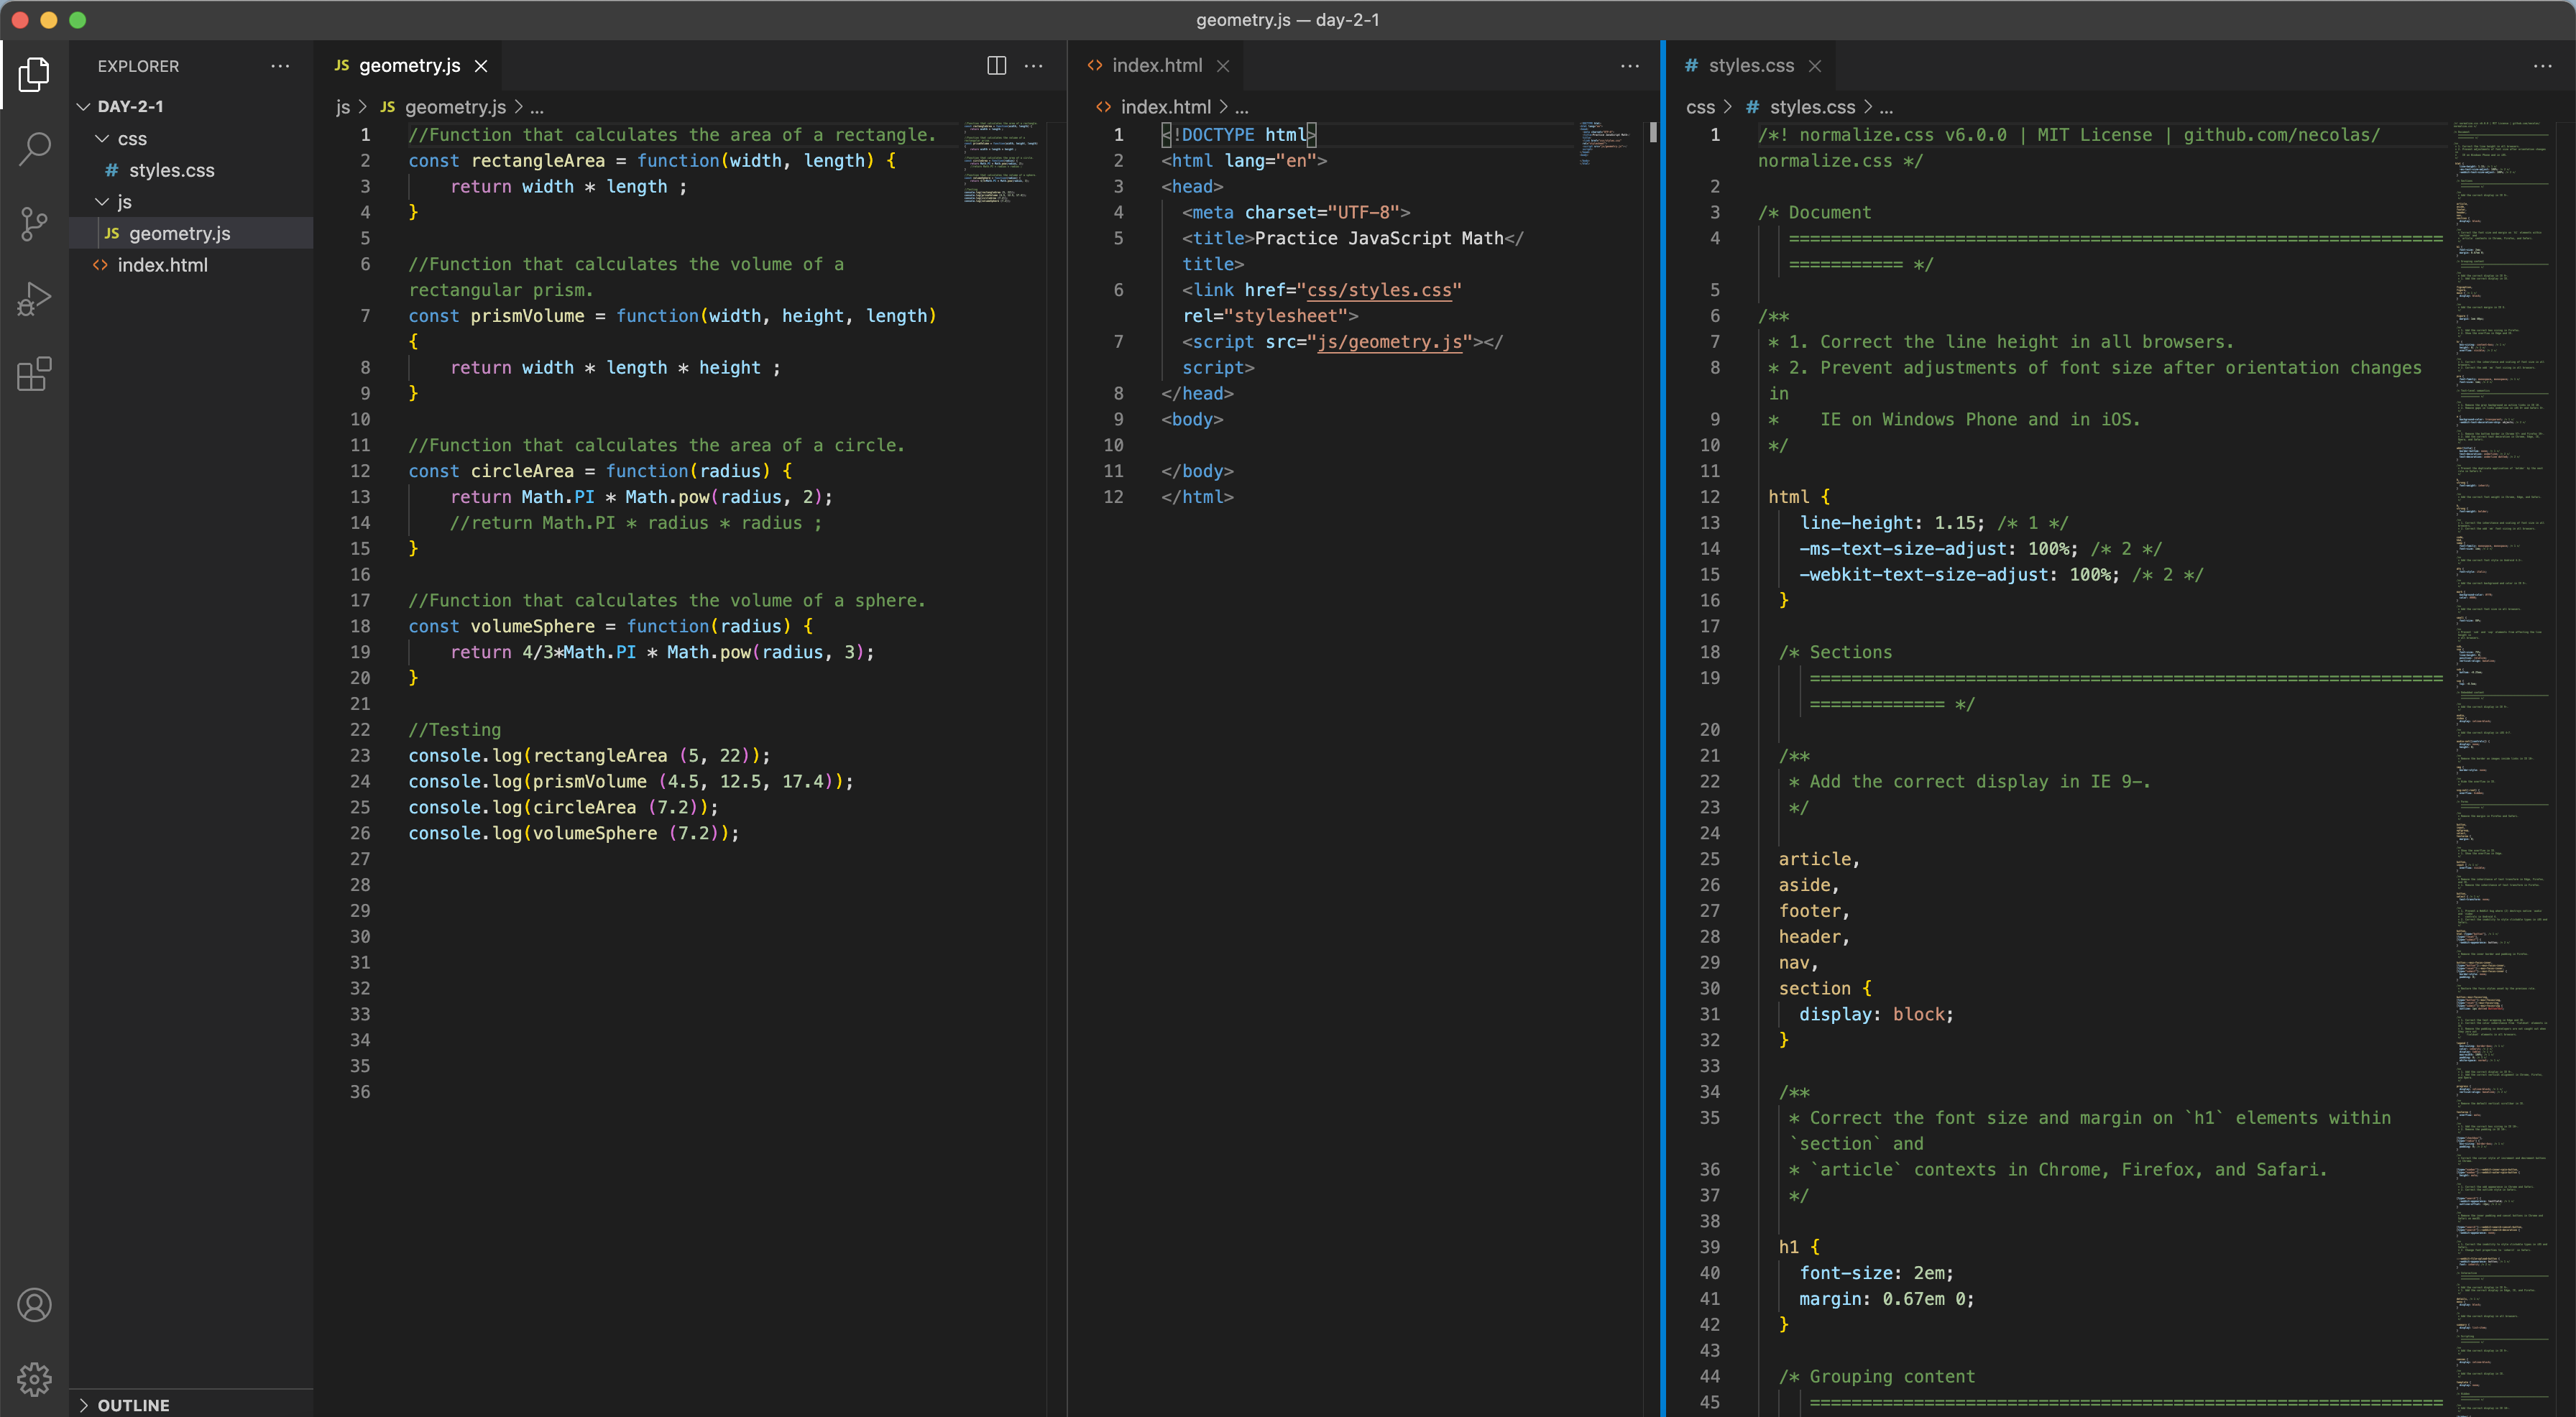 geometry.js — day-2-1
EXPLORER
DAY-2-1
css
# styles.css
js
JS geometry.js
<> index.html
OUTLINE
JS geometry.js
js > JS geometry.js > ...
1 //Function that calculates the area of a rectangle.
2 const rectangleArea = function(width, length) {
3 return width * length ;
4 }
5
6 //Function that calculates the volume of a
rectangular prism.
7 const prismVolume = function(width, height, length)
{
8 return width * length * height ;
9 }
10
11 //Function that calculates the area of a circle.
12 const circleArea = function(radius) {
13 return Math.PI * Math.pow(radius, 2);
14 //return Math.PI * radius * radius ;
15 }
16
17 //Function that calculates the volume of a sphere.
18 const volumeSphere = function(radius) {
19 return 4/3*Math.PI * Math.pow(radius, 3);
20 }
21
22 //Testing
23 console.log(rectangleArea (5, 22));
24 console.log(prismVolume (4.5, 12.5, 17.4));
25 console.log(circleArea (7.2));
26 console.log(volumeSphere (7.2));
27
28
29
30
31
32
33
34
35
36
<> index.html
<> index.html > ...
1 <!DOCTYPE html>
2 <html lang="en">
3 <head>
4 <meta charset="UTF-8">
5 <title>Practice JavaScript Math</
title>
6 <link href="css/styles.css"
rel="stylesheet">
7 <script src="js/geometry.js"></
script>
8 </head>
9 <body>
10
11 </body>
12 </html>
# styles.css
css > # styles.css > ...
1 /*! normalize.css v6.0.0 | MIT License | github.com/necolas/
normalize.css */
2
3 /* Document
4 ===============================================================
=========== */
5
6 /**
7 * 1. Correct the line height in all browsers.
8 * 2. Prevent adjustments of font size after orientation changes
in
9 * IE on Windows Phone and in iOS.
10 */
11
12 html {
13 line-height: 1.15; /* 1 */
14 -ms-text-size-adjust: 100%; /* 2 */
15 -webkit-text-size-adjust: 100%; /* 2 */
16 }
17
18 /* Sections
19 =============================================================
============= */
20
21 /**
22 * Add the correct display in IE 9-.
23 */
24
25 article,
26 aside,
27 footer,
28 header,
29 nav,
30 section {
31 display: block;
32 }
33
34 /**
35 * Correct the font size and margin on `h1` elements within
`section` and
36 * `article` contexts in Chrome, Firefox, and Safari.
37 */
38
39 h1 {
40 font-size: 2em;
41 margin: 0.67em 0;
42 }
43
44 /* Grouping content
45 =============================================================